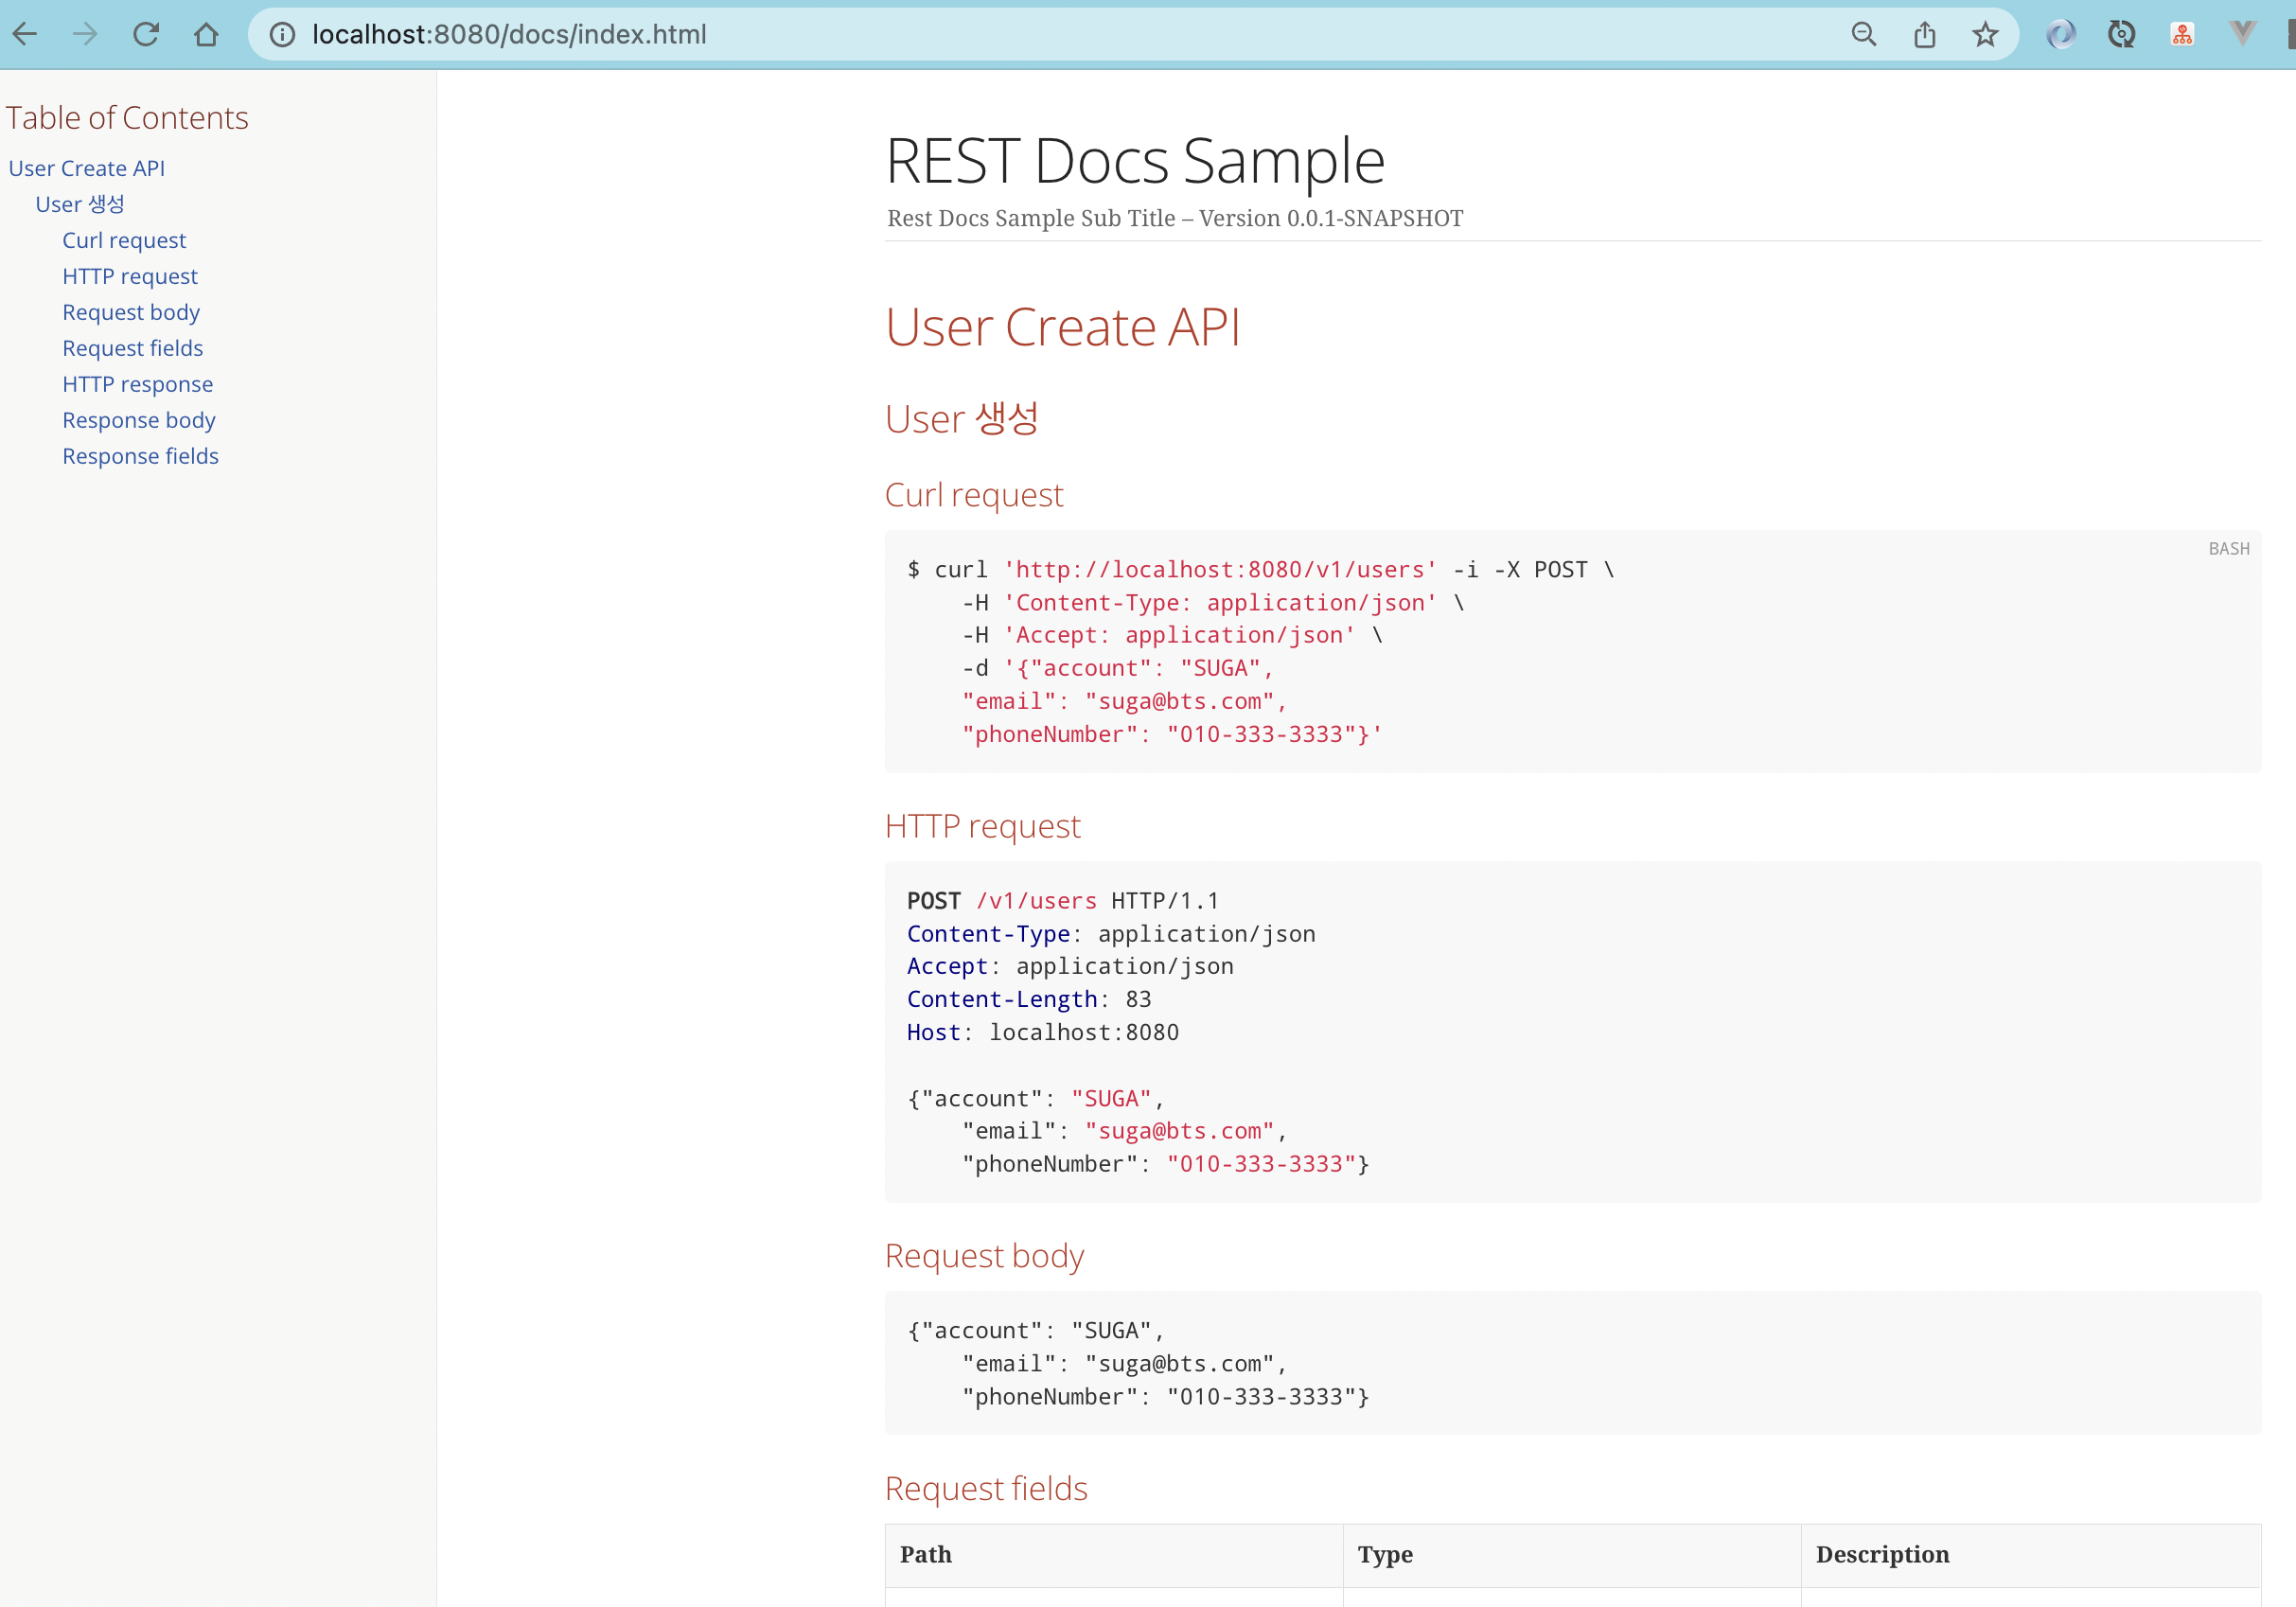 localhost:8080/docs/index.html
Table of Contents
User Create API
User 생성
Curl request
HTTP request
Request body
Request fields
HTTP response
Response body
Response fields
REST Docs Sample
Rest Docs Sample Sub Title – Version 0.0.1-SNAPSHOT
User Create API
User 생성
Curl request
BASH
$ curl 'http://localhost:8080/v1/users' -i -X POST \
    -H 'Content-Type: application/json' \
    -H 'Accept: application/json' \
    -d '{"account": "SUGA",
    "email": "suga@bts.com",
    "phoneNumber": "010-333-3333"}'
HTTP request
POST /v1/users HTTP/1.1
Content-Type: application/json
Accept: application/json
Content-Length: 83
Host: localhost:8080
{"account": "SUGA",
    "email": "suga@bts.com",
    "phoneNumber": "010-333-3333"}
Request body
{"account": "SUGA",
    "email": "suga@bts.com",
    "phoneNumber": "010-333-3333"}
Request fields
Path Type Description